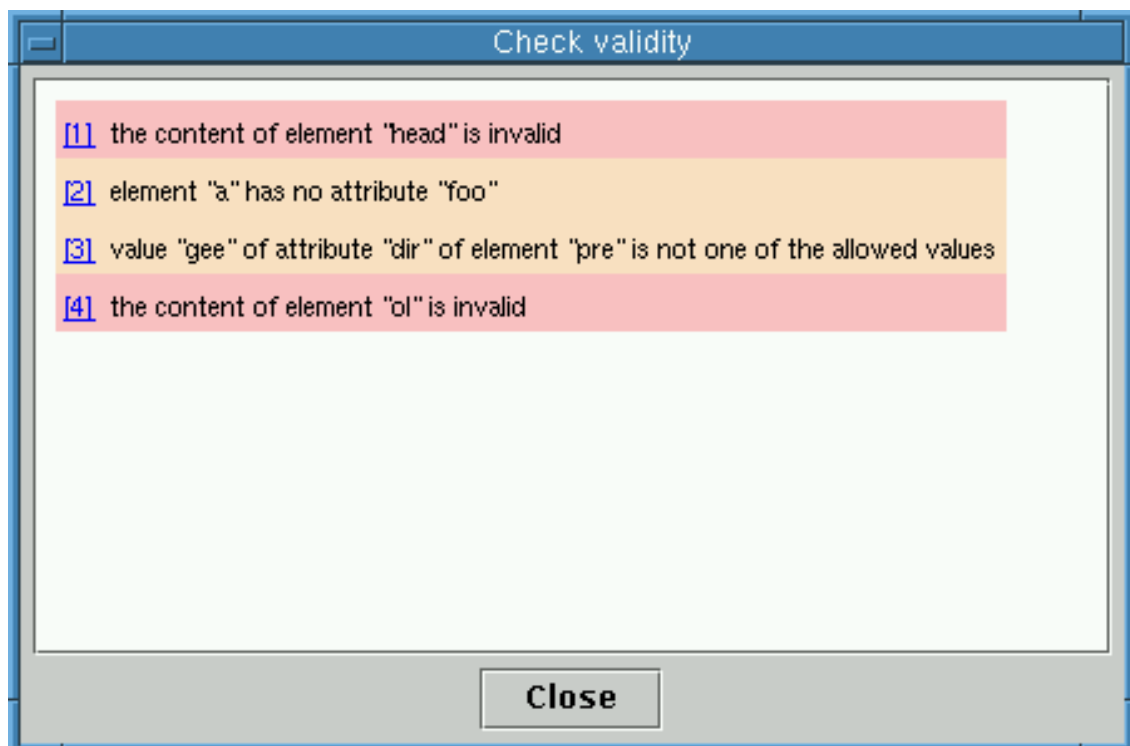 Check validity
[1] the content of element "head" is invalid
[2] element "a" has no attribute "foo"
[3] value "gee" of attribute "dir" of element "pre" is not one of the allowed values
[4] the content of element "ol" is invalid
Close